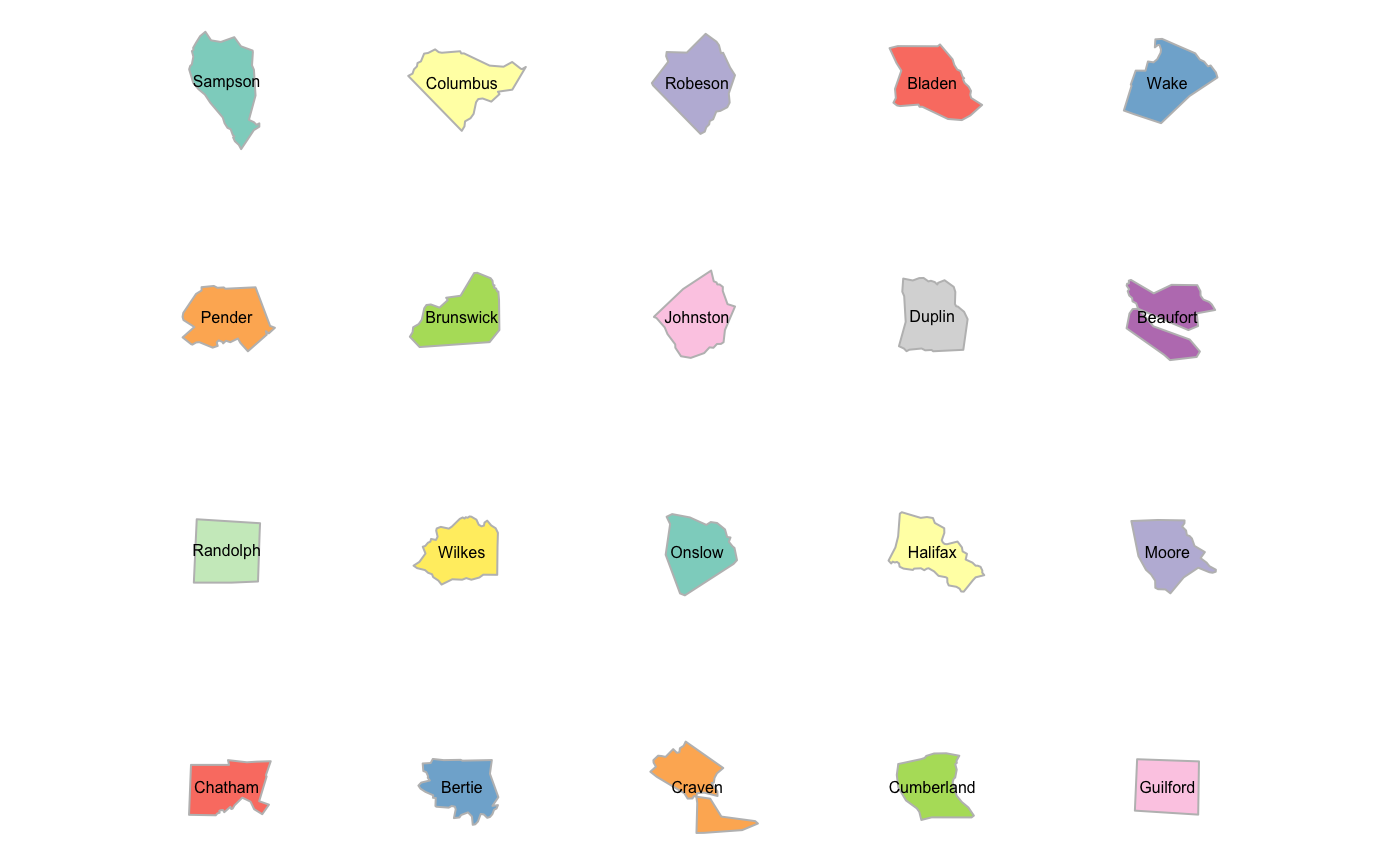 Sampson
Columbus
Robeson
Bladen
Wake
Pender
Brunswick
Johnston
Duplin
Beaufort
Randolph
Wilkes
Onslow
Halifax
Moore
Chatham
Bertie
Craven
Cumberland
Guilford